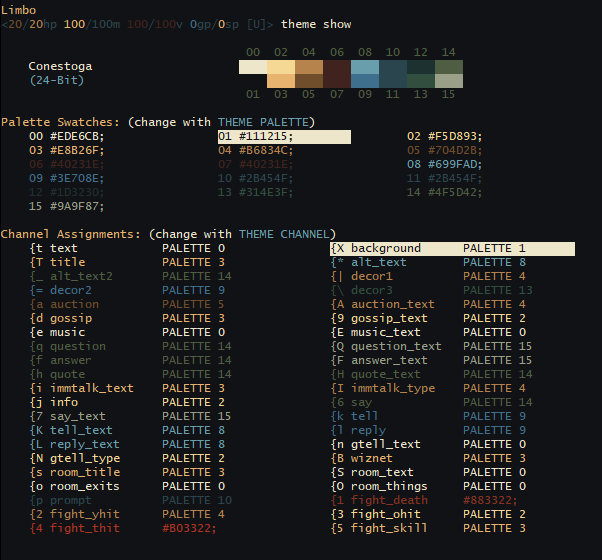 Limbo
<20/20hp 100/100m 100/100v 0gp/0sp [U]> theme show
00 02 04 06 08 10 12 14
Conestoga
(24-Bit)
01 03 05 07 09 11 13 15
Palette Swatches: (change with THEME PALETTE)
00 #EDE6CB; 01 #111215; 02 #F5D893;
03 #E8B26F; 04 #B6834C; 05 #704D2B;
06 #40231E; 07 #40231E; 08 #699FAD;
09 #3E708E; 10 #2B454F; 11 #2B454F;
12 #1D3230; 13 #314E3F; 14 #4F5D42;
15 #9A9F87;
Channel Assignments: (change with THEME CHANNEL)
{t text PALETTE 0 {X background PALETTE 1
{T title PALETTE 3 {* alt_text PALETTE 8
{_ alt_text2 PALETTE 14 {| decor1 PALETTE 4
{= decor2 PALETTE 9 {\ decor3 PALETTE 13
{a auction PALETTE 5 {A auction_text PALETTE 4
{d gossip PALETTE 3 {9 gossip_text PALETTE 2
{e music PALETTE 0 {E music_text PALETTE 0
{q question PALETTE 14 {Q question_text PALETTE 15
{f answer PALETTE 14 {F answer_text PALETTE 15
{h quote PALETTE 14 {H quote_text PALETTE 14
{i immtalk_text PALETTE 3 {I immtalk_type PALETTE 4
{j info PALETTE 2 {6 say PALETTE 14
{7 say_text PALETTE 15 {k tell PALETTE 9
{K tell_text PALETTE 8 {l reply PALETTE 9
{L reply_text PALETTE 8 {n gtell_text PALETTE 0
{N gtell_type PALETTE 2 {B wiznet PALETTE 3
{s room_title PALETTE 3 {S room_text PALETTE 0
{o room_exits PALETTE 0 {O room_things PALETTE 0
{p prompt PALETTE 10 {1 fight_death #883322;
{2 fight_yhit PALETTE 4 {3 fight_ohit PALETTE 2
{4 fight_thit #B03322; {5 fight_skill PALETTE 3